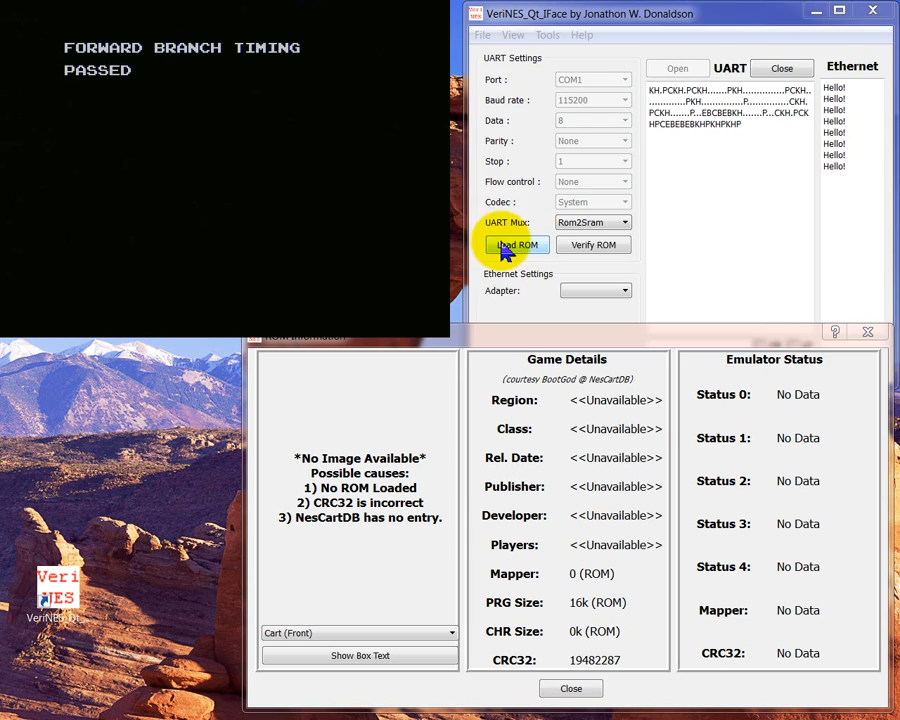 FORWARD BRANCH TIMING
PASSED
VeriNES_Qt_IFace by Jonathon W. Donaldson
File View Tools Help
UART Settings
Port : COM1
Baud rate : 115200
Data : 8
Parity : None
Stop : 1
Flow control : None
Codec : System
UART Mux: Rom2Sram
Load ROM Verify ROM
Ethernet Settings
Adapter:
Open UART Close
KH.PCKH.PCKH.......PKH...............PCKH..
.............PKH...............P..............CKH.
PCKH.......P...EBCBEBKH.......P...CKH.PCK
HPCEBEBEBKHPKHPKHP
Ethernet
Hello!
Hello!
Hello!
Hello!
Hello!
Hello!
Hello!
Hello!
ROM Information
*No Image Available*
Possible causes:
1) No ROM Loaded
2) CRC32 is incorrect
3) NesCartDB has no entry.
Cart (Front)
Show Box Text
Game Details
(courtesy BootGod @ NesCartDB)
Region: <<Unavailable>>
Class: <<Unavailable>>
Rel. Date: <<Unavailable>>
Publisher: <<Unavailable>>
Developer: <<Unavailable>>
Players: <<Unavailable>>
Mapper: 0 (ROM)
PRG Size: 16k (ROM)
CHR Size: 0k (ROM)
CRC32: 19482287
Emulator Status
Status 0: No Data
Status 1: No Data
Status 2: No Data
Status 3: No Data
Status 4: No Data
Mapper: No Data
CRC32: No Data
Close
Veri
NES
VeriNES_Qt_